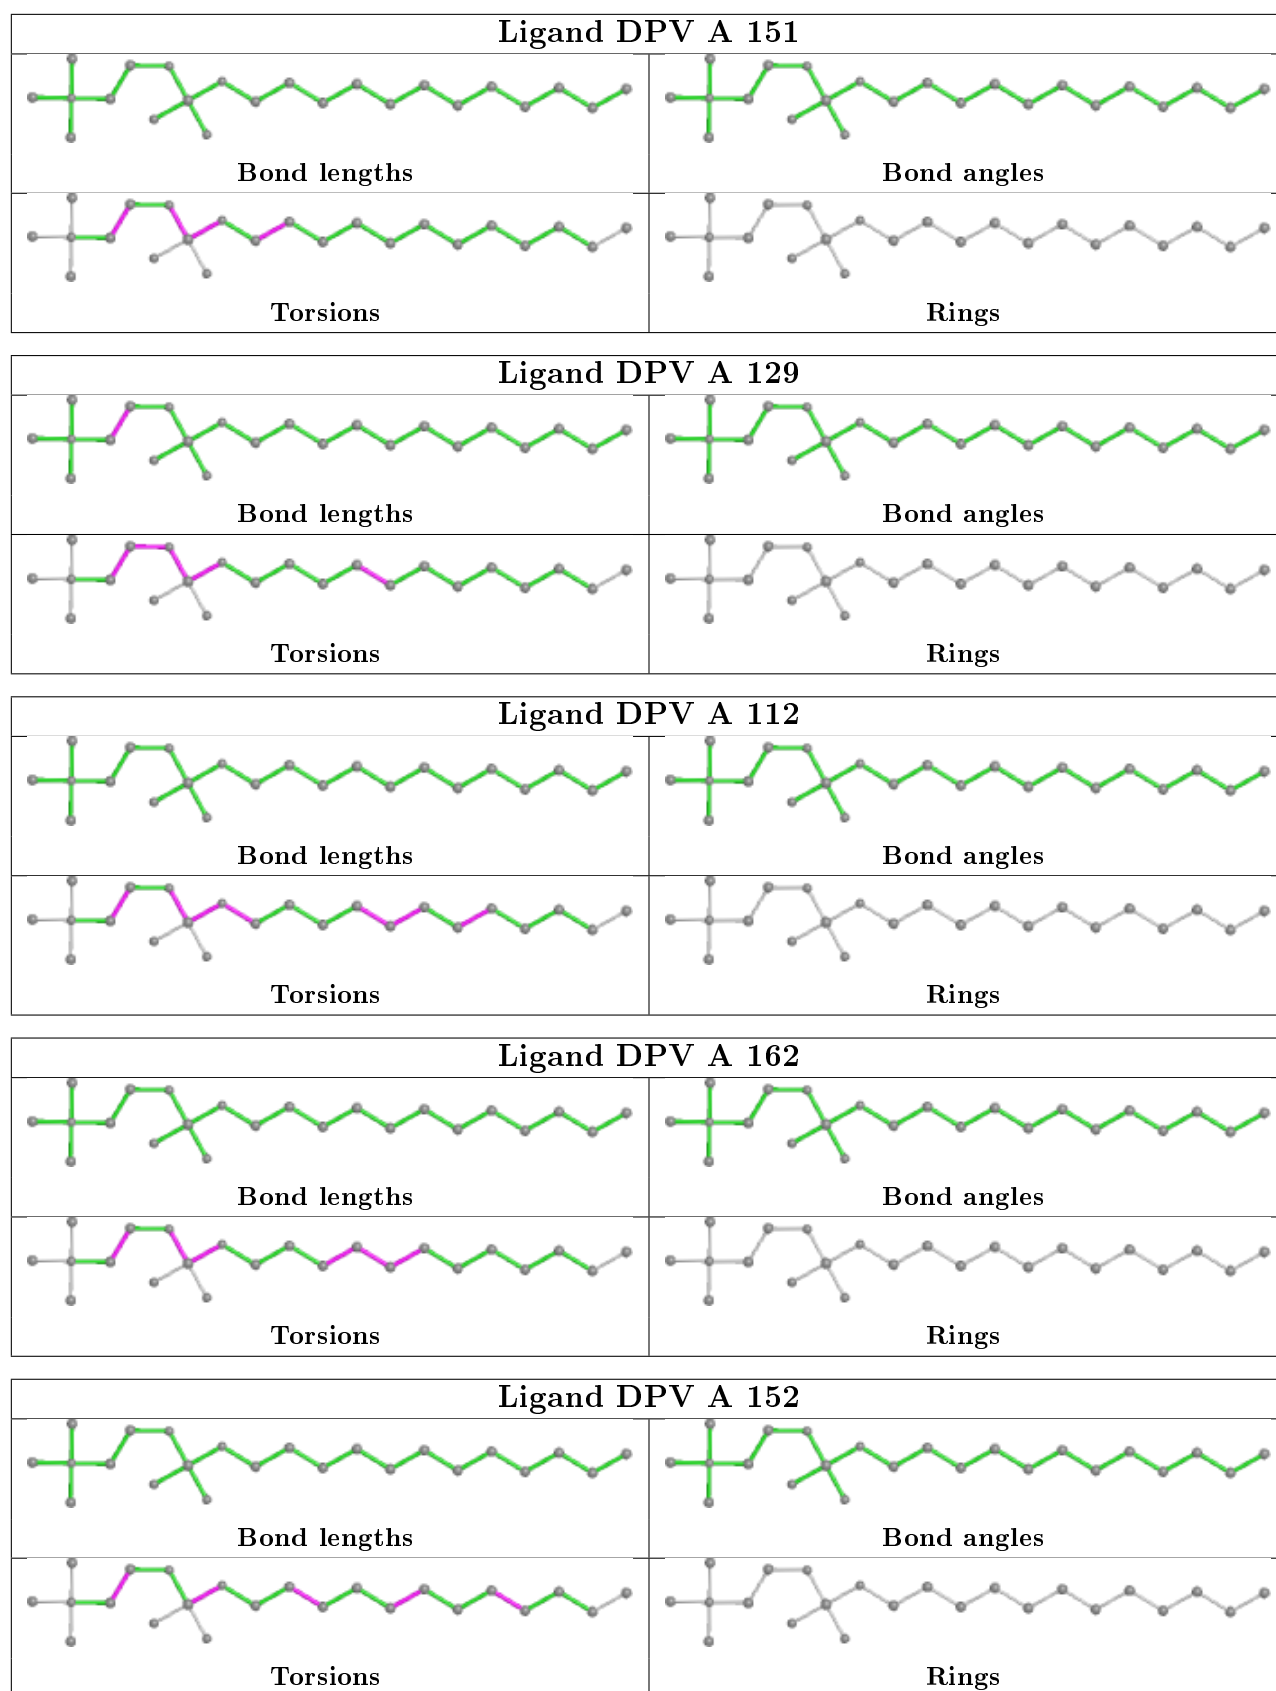 Ligand DPV A 151
Bond lengths
Bond angles
Torsions
Rings
Ligand DPV A 129
Bond lengths
Bond angles
Torsions
Rings
Ligand DPV A 112
Bond lengths
Bond angles
Torsions
Rings
Ligand DPV A 162
Bond lengths
Bond angles
Torsions
Rings
Ligand DPV A 152
Bond lengths
Bond angles
Torsions
Rings